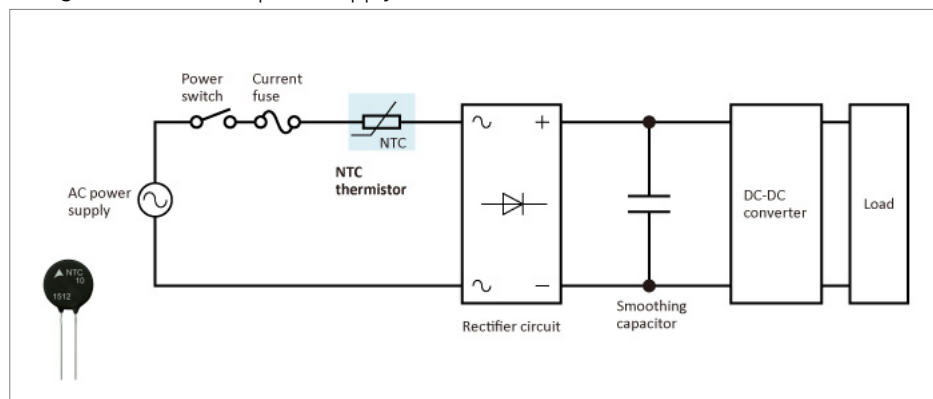 Power
switch
Current
fuse
NTC
NTC
thermistor
AC power
supply
+
−
Rectifier circuit
Smoothing
capacitor
DC-DC
converter
Load
NTC
10
1512